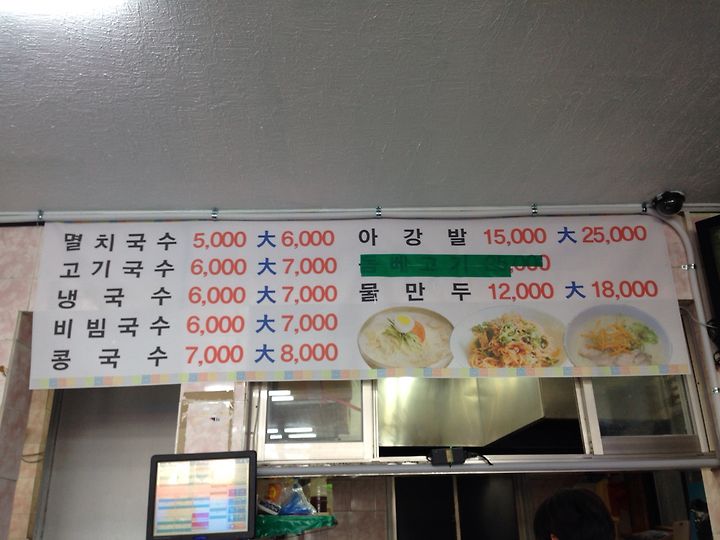 멸치국수 5,000 大 6,000
고기국수 6,000 大 7,000
냉국수 6,000 大 7,000
비빔국수 6,000 大 7,000
콩국수 7,000 大 8,000
아강발 15,000 大 25,000
물만두 12,000 大 18,000